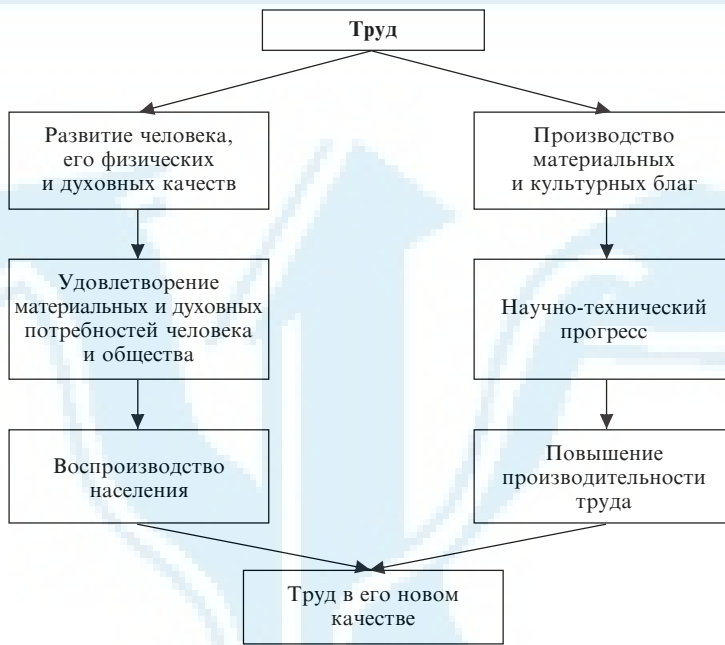 Труд
Развитие человека,
его физических
и духовных качеств
Производство
материальных
и культурных благ
Удовлетворение
материальных и духовных
потребностей человека
и общества
Научно-технический
прогресс
Воспроизводство
населения
Повышение
производительности
труда
Труд в его новом
качестве